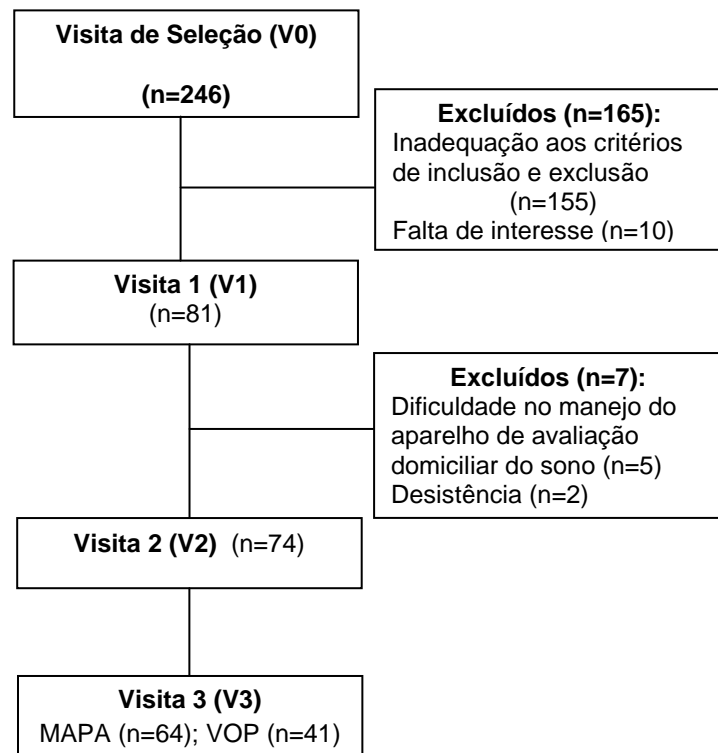 Visita de Seleção (V0)
(n=246)
Excluídos (n=165):
Inadequação aos critérios
de inclusão e exclusão
(n=155)
Falta de interesse (n=10)
Visita 1 (V1)
(n=81)
Excluídos (n=7):
Dificuldade no manejo do
aparelho de avaliação
domiciliar do sono (n=5)
Desistência (n=2)
Visita 2 (V2) (n=74)
Visita 3 (V3)
MAPA (n=64); VOP (n=41)